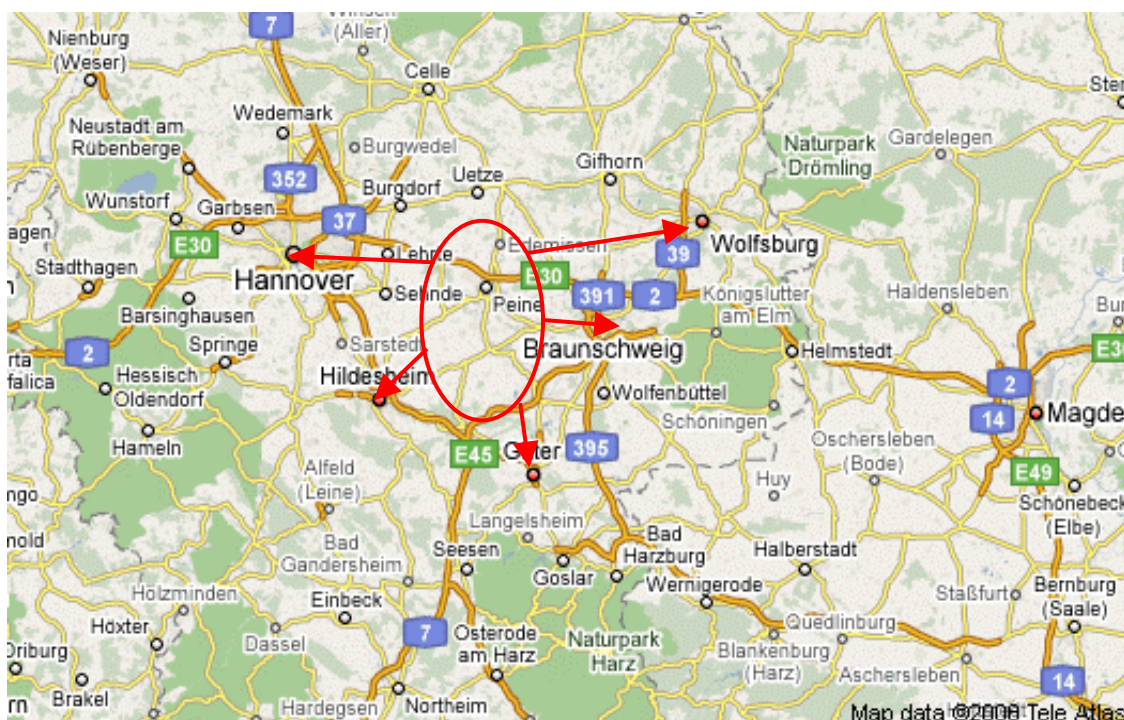 7
Winsen
(Aller)
Nienburg
(Weser)
Celle
Wedemark
Neustadt am
Rübenberge
Burgwedel
Gifhorn
Gardelegen
Naturpark
Drömling
352
Uetze
Burgdorf
Wunstorf
Garbsen
37
E30
Lehrte
Edemissen
Wolfsburg
39
Stadthagen
Hannover
Sehnde
Peine
E30
391
2
Königslutter
am Elm
Haldensleben
Barsinghausen
Sarstedt
Braunschweig
Helmstedt
2
Springe
Hessisch
Oldendorf
Hildesheim
Wolfenbüttel
2
14
Magde
Hameln
Schöningen
E45
395
Oschersleben
(Bode)
E49
Alfeld
(Leine)
Huy
Schönebeck
(Elbe)
Langelsheim
Bad
Gandersheim
Seesen
Goslar
Bad
Harzburg
Halberstadt
Wernigerode
Staßfurt
Bernburg
(Saale)
Holzminden
Einbeck
Höxter
Dassel
7
Osterode
am Harz
Naturpark
Harz
Quedlinburg
Blankenburg
(Harz)
Aschersleben
14
Brakel
Hardegsen
Northeim
Map data ©2008 Tele Atlas